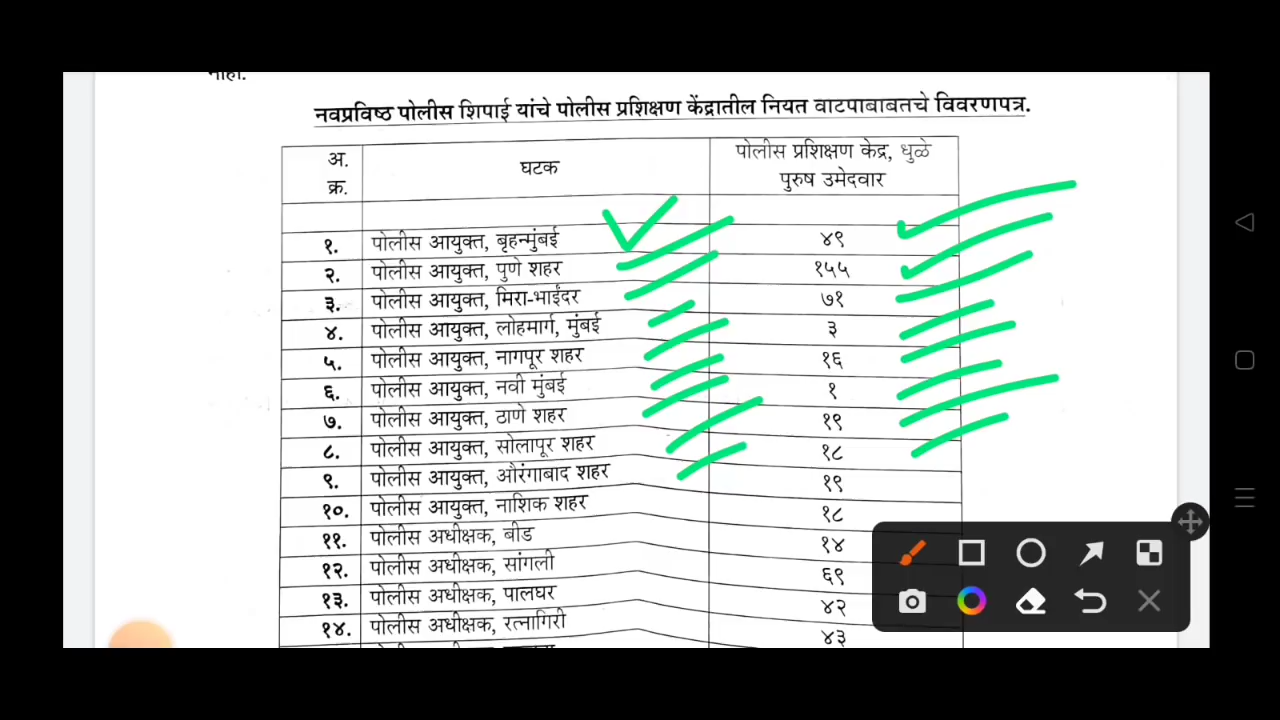 नाही.
नवप्रविष्ठ पोलीस शिपाई यांचे पोलीस प्रशिक्षण केंद्रातील नियत वाटपाबाबतचे विवरणपत्र.
अ. क्र. घटक पोलीस प्रशिक्षण केद्र, धुळे पुरुष उमेदवार
१. पोलीस आयुक्त, बृहन्मुंबई ४९
२. पोलीस आयुक्त, पुणे शहर १५५
३. पोलीस आयुक्त, मिरा-भाईंदर ७१
४. पोलीस आयुक्त, लोहमार्ग, मुंबई ३
५. पोलीस आयुक्त, नागपूर शहर १६
६. पोलीस आयुक्त, नवी मुंबई १
७. पोलीस आयुक्त, ठाणे शहर १९
८. पोलीस आयुक्त, सोलापूर शहर १८
९. पोलीस आयुक्त, औरंगाबाद शहर १९
१०. पोलीस आयुक्त, नाशिक शहर १८
११. पोलीस अधीक्षक, बीड १४
१२. पोलीस अधीक्षक, सांगली ६९
१३. पोलीस अधीक्षक, पालघर ४२
१४. पोलीस अधीक्षक, रत्नागिरी ४३